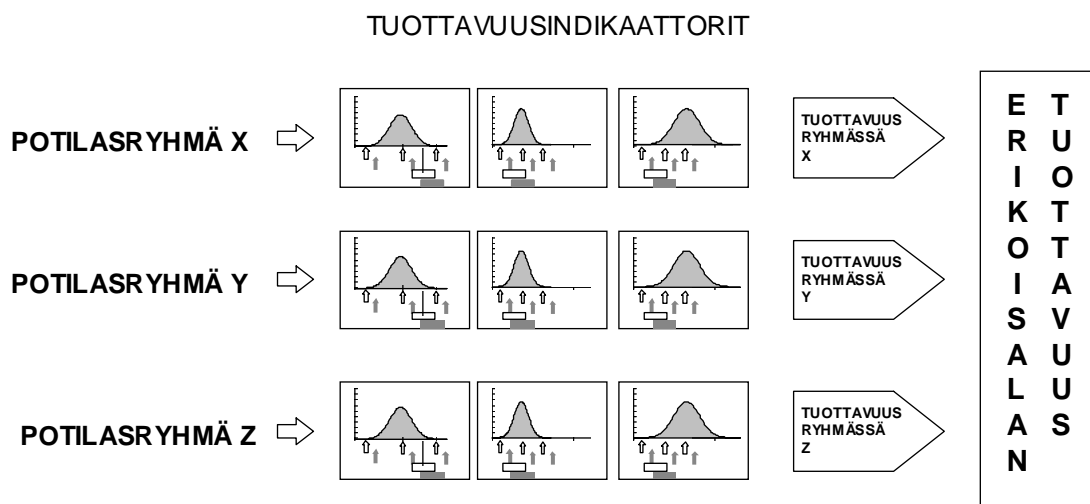 TUOTTAVUUSINDIKAATTORIT
POTILASRYHMÄ X
TUOTTAVUUS
RYHMÄSSÄ
X
POTILASRYHMÄ Y
TUOTTAVUUS
RYHMÄSSÄ
Y
POTILASRYHMÄ Z
TUOTTAVUUS
RYHMÄSSÄ
Z
ERIKOISALAN
TUOTTAVUUS